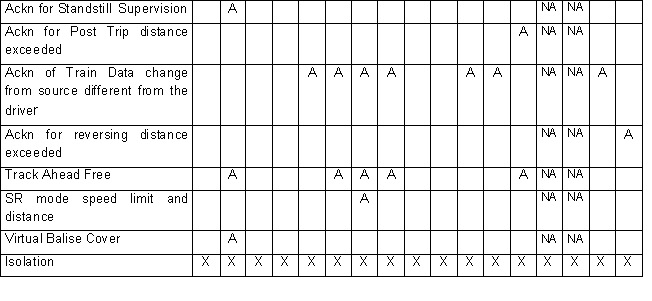 Ackn for Standstill Supervision A NA NA
Ackn for Post Trip distance A NA NA
exceeded
Ackn of Train Data change A A A A A A NA NA A
from source different from the
driver
Ackn for reversing distance NA NA A
exceeded
Track Ahead Free A A A A A NA NA
SR mode speed limit and A NA NA
distance
Virtual Balise Cover A NA NA
Isolation X X X X X X X X X X X X X X X X X